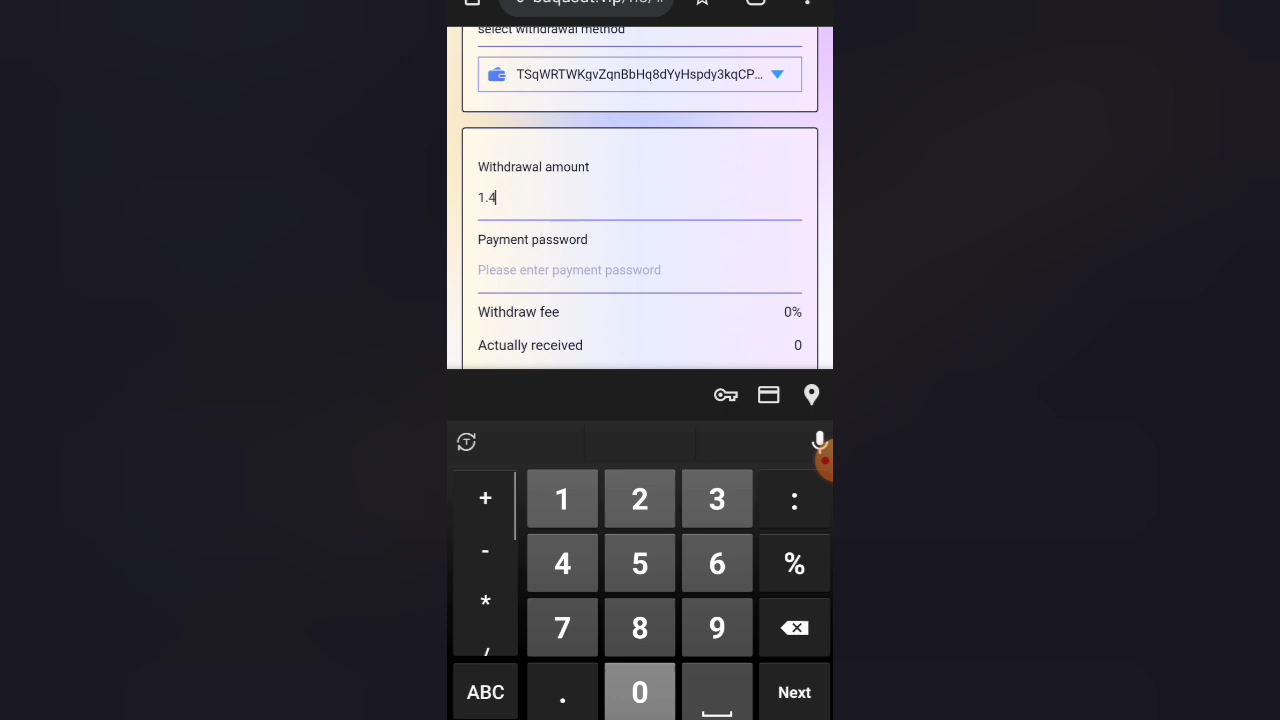 select withdrawal method
TSqWRTWKgvZqnBbHq8dYyHspdy3kqCP...
Withdrawal amount
1.4
Payment password
Please enter payment password
Withdraw fee 0%
Actually received 0
+ 1 2 3 :
- 4 5 6 %
*
7 8 9
/
ABC . 0 Next